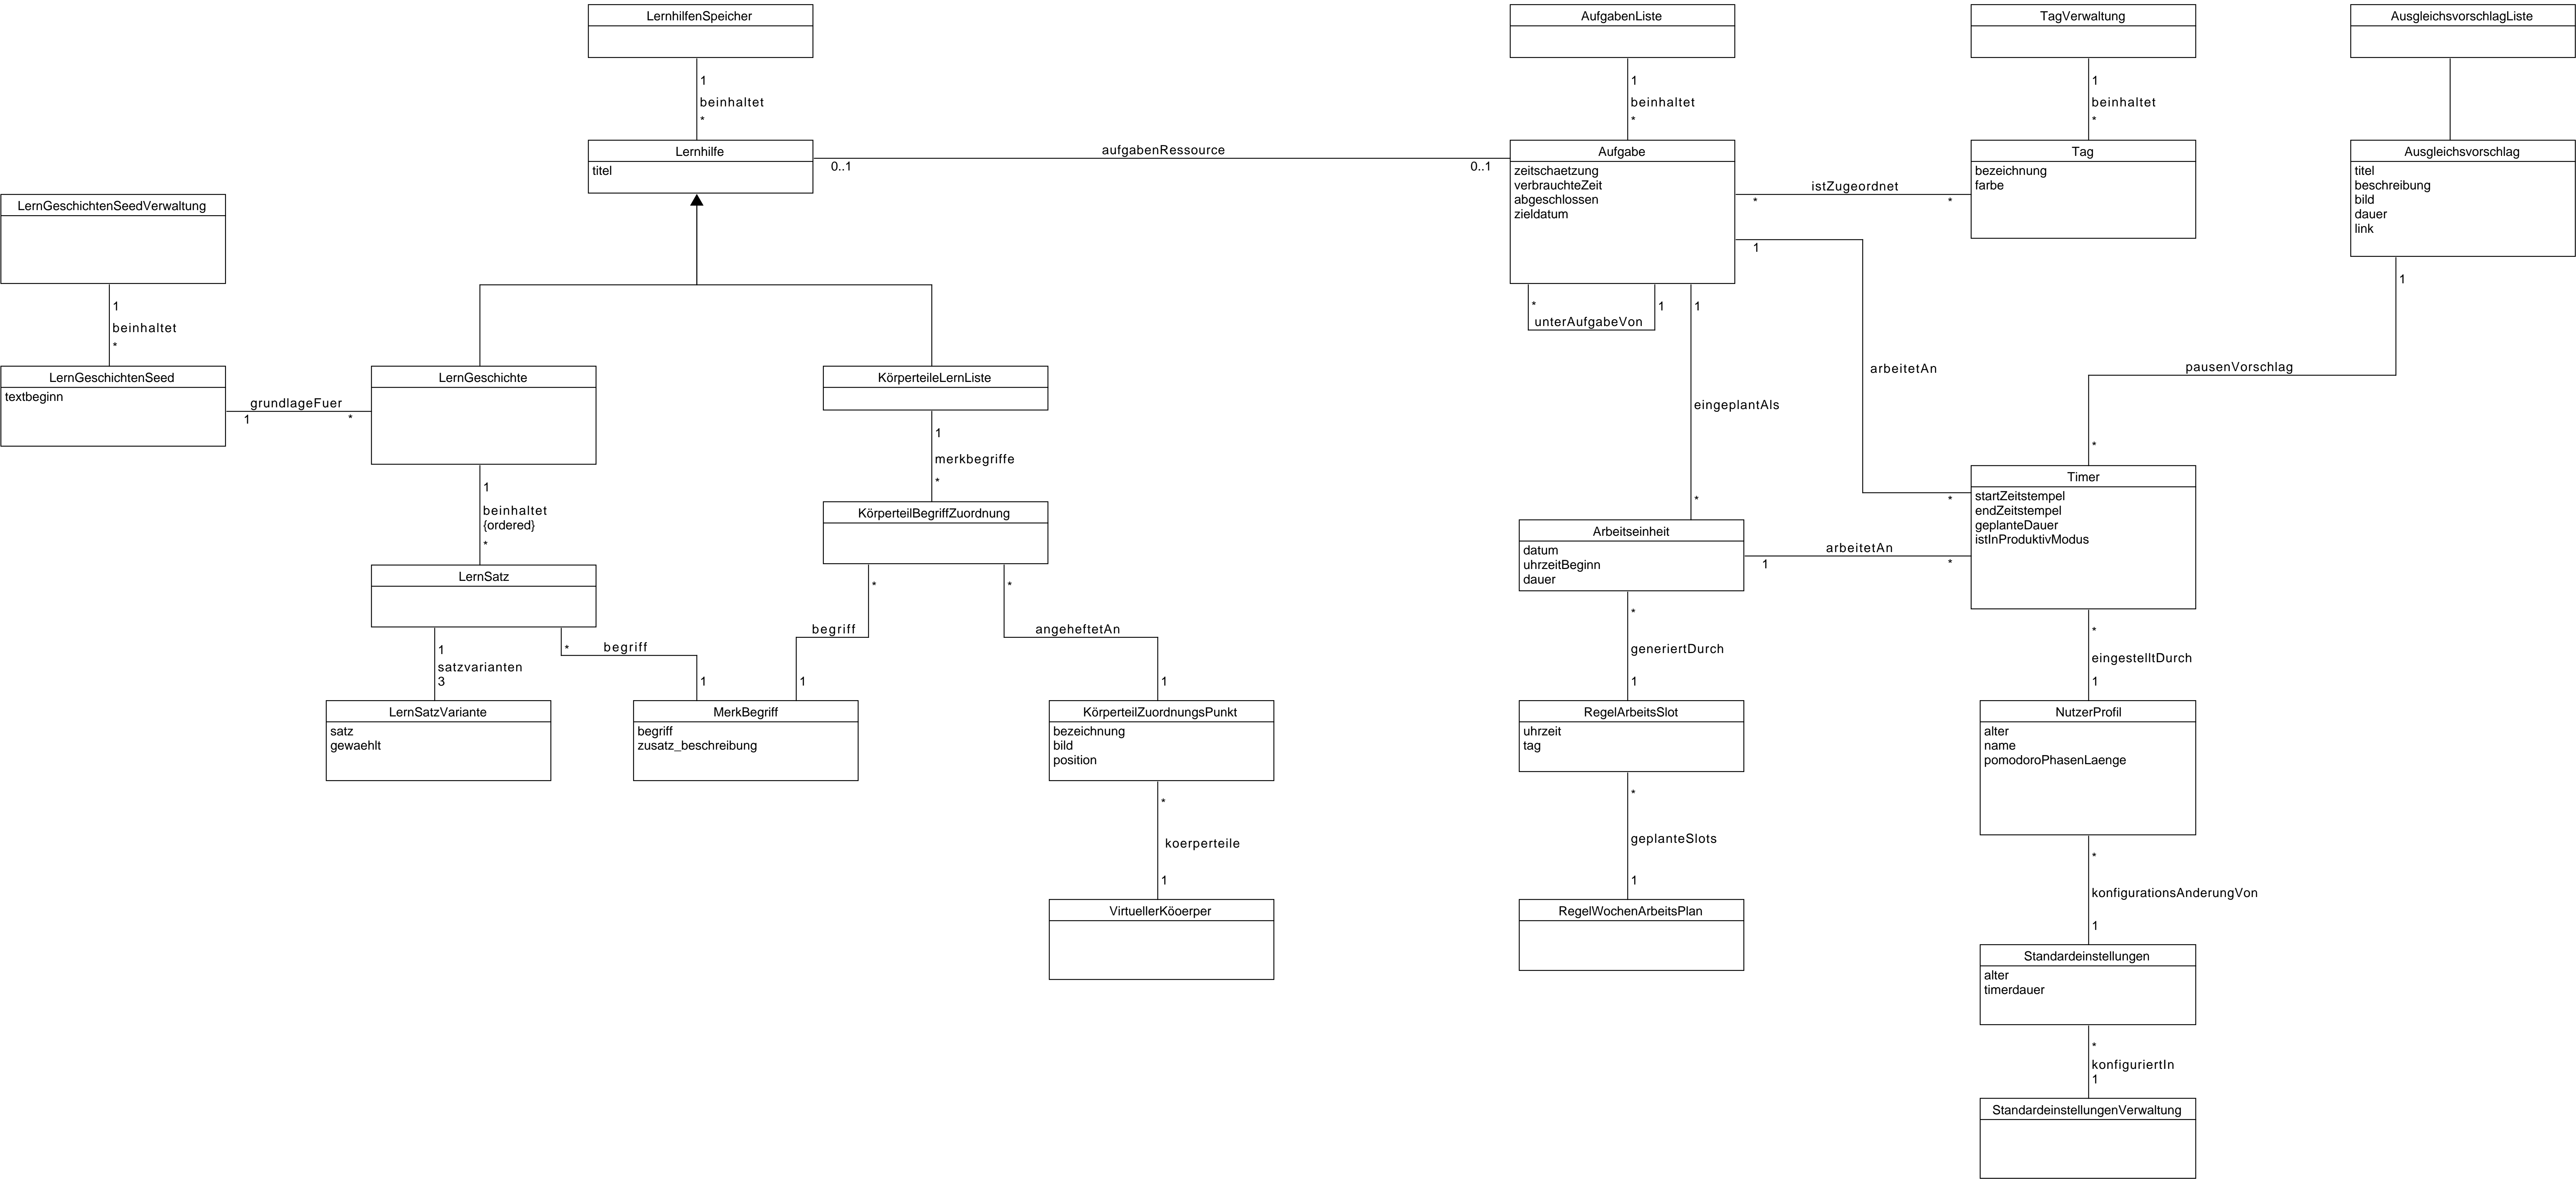 LernhilfenSpeicher
AufgabenListe
TagVerwaltung
AusgleichsvorschlagListe
1
beinhaltet
*
1
beinhaltet
*
1
beinhaltet
*
Lernhilfe
titel
aufgabenRessource
0..1
0..1
Aufgabe
zeitschaetzung
verbrauchteZeit
abgeschlossen
zieldatum
Tag
bezeichnung
farbe
Ausgleichsvorschlag
titel
beschreibung
bild
dauer
link
istZugeordnet
*
*
LernGeschichtenSeedVerwaltung
1
beinhaltet
*
*
unterAufgabeVon
1
1
1
arbeitetAn
*
1
pausenVorschlag
*
LernGeschichtenSeed
textbeginn
grundlageFuer
1
*
LernGeschichte
KörperteileLernListe
eingeplantAls
*
1
merkbegriffe
*
1
beinhaltet
{ordered}
*
KörperteilBegriffZuordnung
Timer
startZeitstempel
endZeitstempel
geplanteDauer
istInProduktivModus
Arbeitseinheit
datum
uhrzeitBeginn
dauer
arbeitetAn
1
*
LernSatz
*
begriff
1
*
angeheftetAn
1
1
satzvarianten
3
*
begriff
1
*
generiertDurch
1
*
eingestelltDurch
1
LernSatzVariante
satz
gewaehlt
MerkBegriff
begriff
zusatz_beschreibung
KörperteilZuordnungsPunkt
bezeichnung
bild
position
RegelArbeitsSlot
uhrzeit
tag
NutzerProfil
alter
name
pomodoroPhasenLaenge
*
koerperteile
1
*
geplanteSlots
1
*
konfigurationsAnderungVon
1
VirtuellerKöoerper
RegelWochenArbeitsPlan
Standardeinstellungen
alter
timerdauer
*
konfiguriertIn
1
StandardeinstellungenVerwaltung